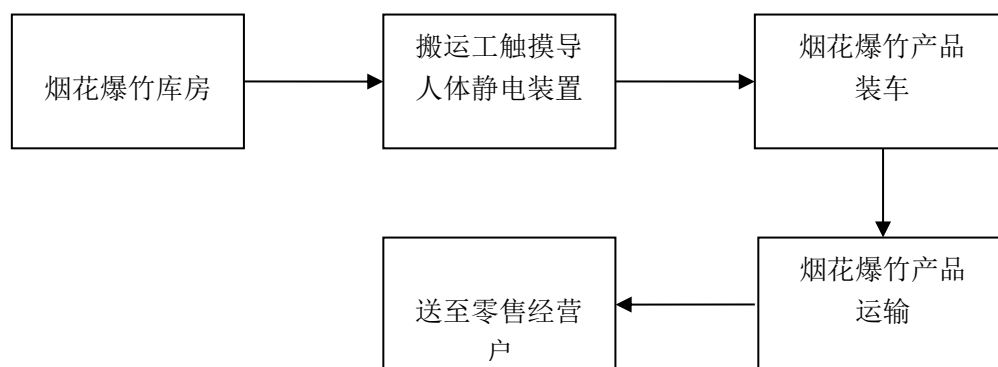 烟花爆竹库房
搬运工触摸导
人体静电装置
烟花爆竹产品
装车
烟花爆竹产品
运输
送至零售经营
户